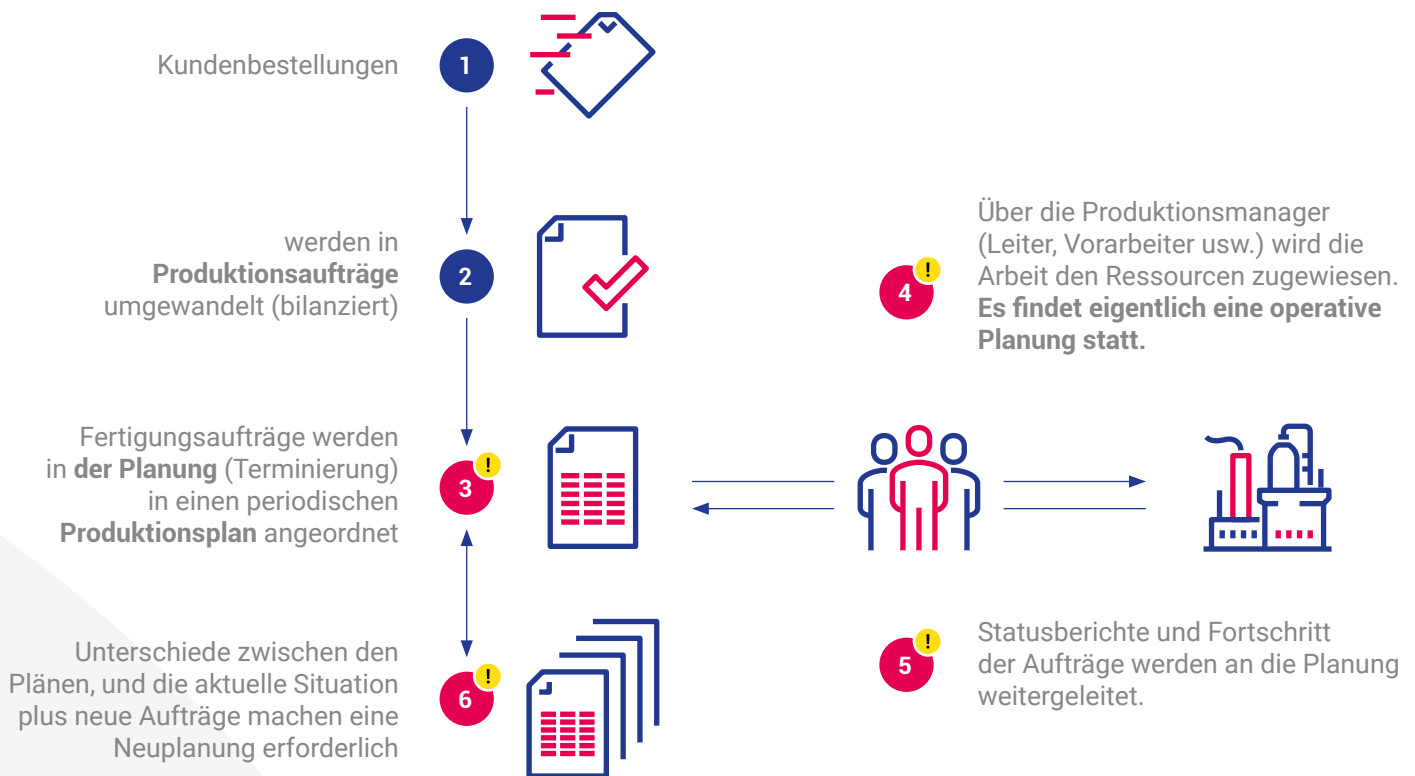 Kundenbestellungen
1
werden in
Produktionsaufträge
umgewandelt (bilanziert)
2
Fertigungsaufträge werden
in der Planung (Terminierung)
in einen periodischen
Produktionsplan angeordnet
3
!
4
!
Über die Produktionsmanager
(Leiter, Vorarbeiter usw.) wird die
Arbeit den Ressourcen zugewiesen.
Es findet eigentlich eine operative
Planung statt.
5
!
Statusberichte und Fortschritt
der Aufträge werden an die Planung
weitergeleitet.
Unterschiede zwischen den
Plänen, und die aktuelle Situation
plus neue Aufträge machen eine
Neuplanung erforderlich
6
!